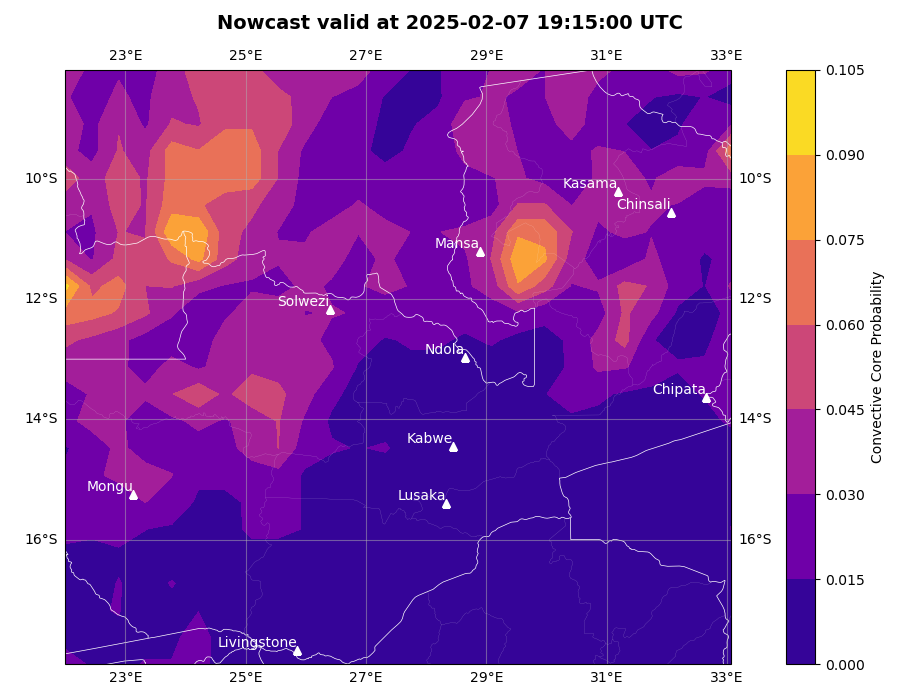 Nowcast valid at 2025-02-07 19:15:00 UTC
23°E 25°E 27°E 29°E 31°E 33°E
0.105
0.090
10°S Kasama 10°S
Chinsali
0.075
Mansa
12°S Solwezi 12°S
0.060
Ndola
Chipata
0.045
14°S 14°S
Kabwe
Mongu
0.030
Lusaka
16°S 16°S
0.015
Livingstone
0.000
23°E 25°E 27°E 29°E 31°E 33°E
Convective Core Probability